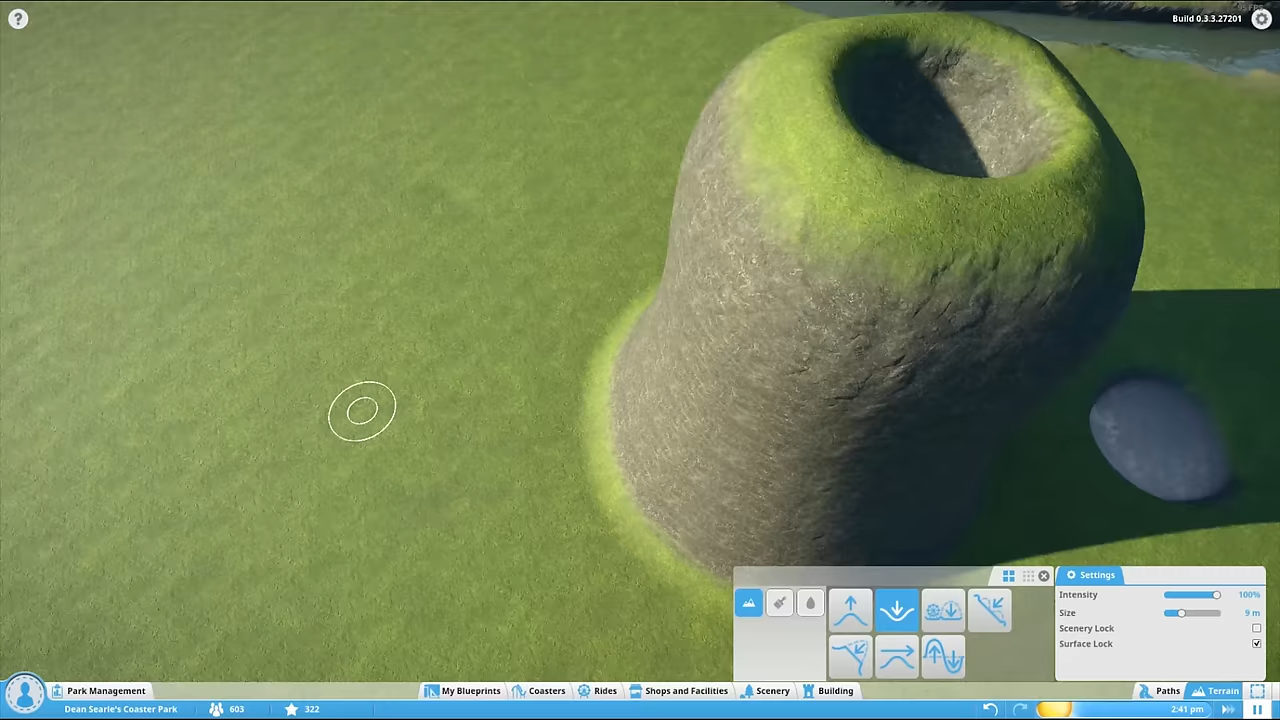 ?
Build 0.3.3.27201
Settings
Intensity 100%
Size 9 m
Scenery Lock
Surface Lock
Park Management
My Blueprints
Coasters
Rides
Shops and Facilities
Scenery
Building
Paths
Terrain
Dean Searle's Coaster Park
603
322
2:41 pm